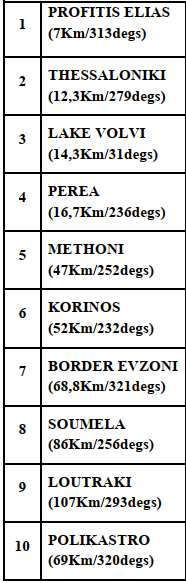 1 PROFITIS ELIAS
(7Km/313degs)
2 THESSALONIKI
(12,3Km/279degs)
3 LAKE VOLVI
(14,3Km/31degs)
4 PEREA
(16,7Km/236degs)
5 METHONI
(47Km/252degs)
6 KORINOS
(52Km/232degs)
7 BORDER EVZONI
(68,8Km/321degs)
8 SOUMELA
(86Km/256degs)
9 LOUTRAKI
(107Km/293degs)
10 POLIKASTRO
(69Km/320degs)